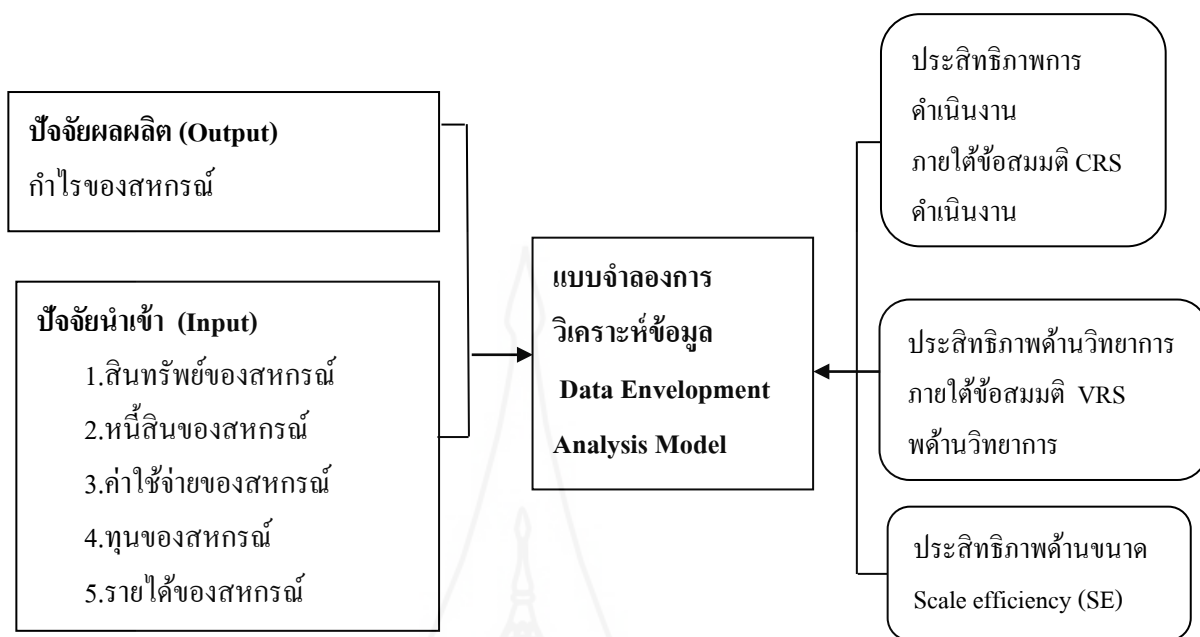 ปัจจัยผลผลิต (Output)
กำไรของสหกรณ์
ปัจจัยนำเข้า (Input)
1.สินทรัพย์ของสหกรณ์
2.หนี้สินของสหกรณ์
3.ค่าใช้จ่ายของสหกรณ์
4.ทุนของสหกรณ์
5.รายได้ของสหกรณ์
แบบจำลองการ
วิเคราะห์ข้อมูล
Data Envelopment
Analysis Model
ประสิทธิภาพการ
ดำเนินงาน
ภายใต้ข้อสมมติ CRS
ดำเนินงาน
ประสิทธิภาพด้านวิทยาการ
ภายใต้ข้อสมมติ VRS
พด้านวิทยาการ
ประสิทธิภาพด้านขนาด
Scale efficiency (SE)